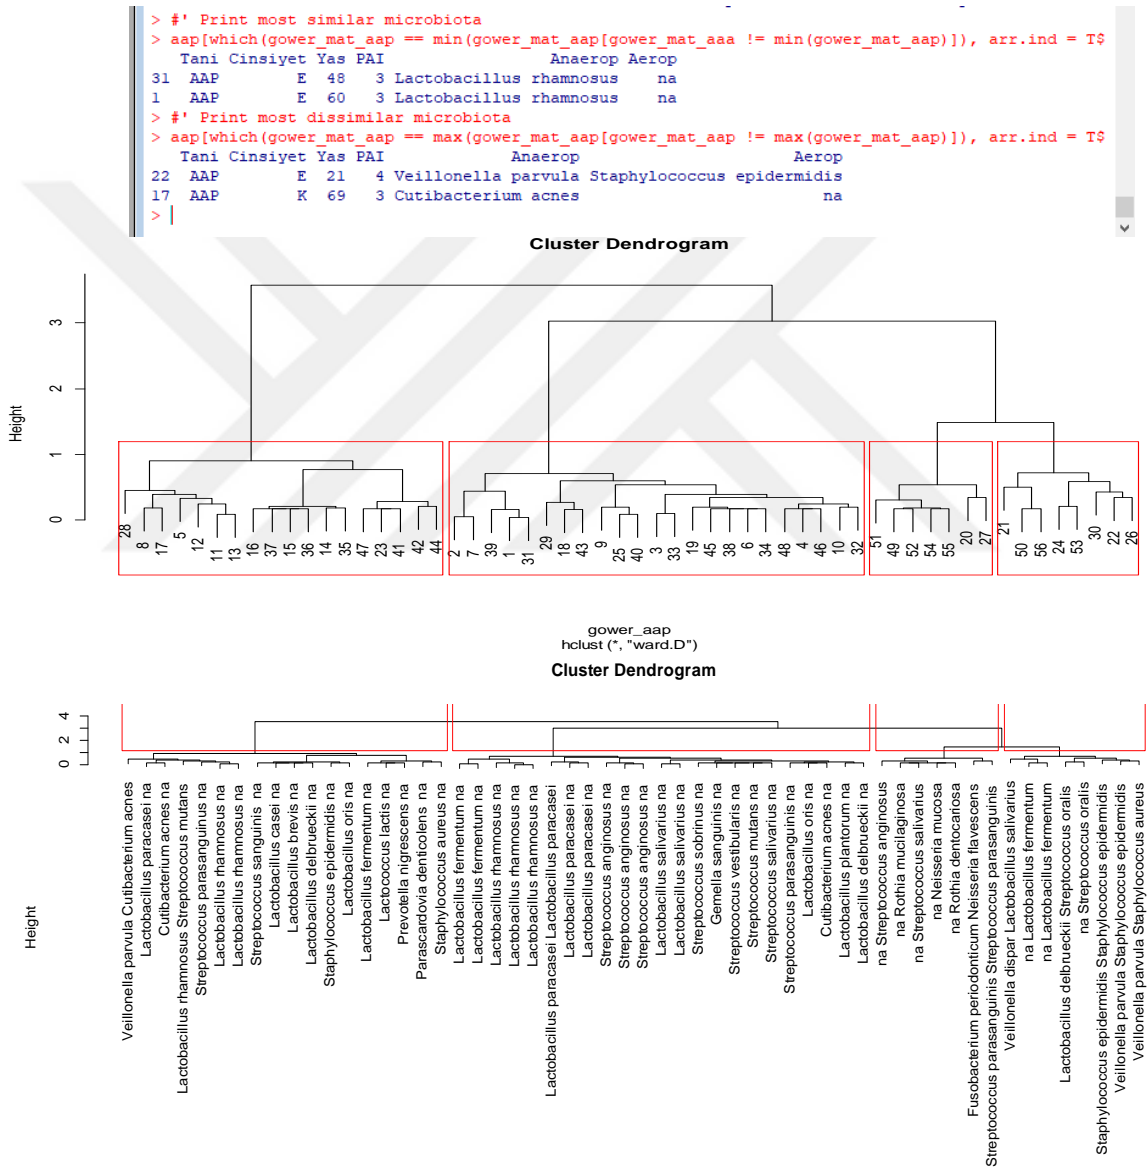 > #' Print most similar microbiota
> aap[which(gower_mat_aap == min(gower_mat_aap[gower_mat_aaa != min(gower_mat_aap)]), arr.ind = T$
Tani Cinsiyet Yas PAI Anaerop Aerop
31 AAP E 48 3 Lactobacillus rhamnosus na
1 AAP E 60 3 Lactobacillus rhamnosus na
> #' Print most dissimilar microbiota
> aap[which(gower_mat_aap == max(gower_mat_aap[gower_mat_aap != max(gower_mat_aap)]), arr.ind = T$
Tani Cinsiyet Yas PAI Anaerop Aerop
22 AAP E 21 4 Veillonella parvula Staphylococcus epidermidis
17 AAP K 69 3 Cutibacterium acnes na
>
Cluster Dendrogram
Height
3
2
1
0
28
8
17
5
12
11
13
16
37
15
36
14
35
47
23
41
42
44
2
7
39
1
31
29
18
43
9
25
40
3
33
19
45
38
6
34
48
4
46
10
32
51
49
52
54
55
20
27
21
50
56
24
53
30
22
26
gower_aap
hclust (*, "ward.D")
Cluster Dendrogram
Height
4
2
0
Veillonella parvula Cutibacterium acnes
Lactobacillus paracasei na
Cutibacterium acnes na
Lactobacillus rhamnosus Streptococcus mutans
Streptococcus parasanguinus na
Lactobacillus rhamnosus na
Lactobacillus rhamnosus na
Streptococcus sanguinis na
Lactobacillus casei na
Lactobacillus brevis na
Lactobacillus delbrueckii na
Staphylococcus epidermidis na
Lactobacillus oris na
Lactobacillus fermentum na
Lactococcus lactis na
Prevotella nigrescens na
Parascardovia denticolens na
Staphylococcus aureus na
Lactobacillus fermentum na
Lactobacillus fermentum na
Lactobacillus rhamnosus na
Lactobacillus rhamnosus na
Lactobacillus rhamnosus na
Lactobacillus paracasei Lactobacillus paracasei
Lactobacillus paracasei na
Lactobacillus paracasei na
Streptococcus anginosus na
Streptococcus anginosus na
Streptococcus anginosus na
Lactobacillus salivarius na
Lactobacillus salivarius na
Streptococcus sobrinus na
Gemella sanguinis na
Streptococcus vestibularis na
Streptococcus mutans na
Streptococcus salivarius na
Streptococcus parasanguinis na
Lactobacillus oris na
Cutibacterium acnes na
Lactobacillus plantorum na
Lactobacillus delbrueckii na
na Streptococcus anginosus
na Rothia mucilaginosa
na Streptococcus salivarius
na Neisseria mucosa
na Rothia dentocariosa
Fusobacterium periodonticum Neisseria flavescens
Streptococcus parasanguinis Streptococcus parasanguinis
Veillonella dispar Lactobacillus salivarius
na Lactobacillus fermentum
na Lactobacillus fermentum
Lactobacillus delbrueckii Streptococcus oralis
na Streptococcus oralis
Staphylococcus epidermidis Staphylococcus epidermidis
Veillonella parvula Staphylococcus epidermidis
Veillonella parvula Staphylococcus aureus